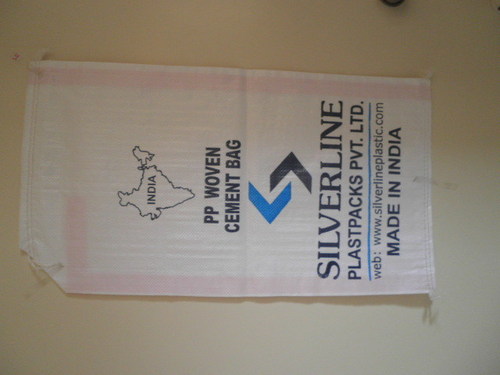 INDIA
PP WOVEN
CEMENT BAG
SILVERLINE
PLASTPACKS PVT. LTD.
web: www.silverlineplastic.com
MADE IN INDIA